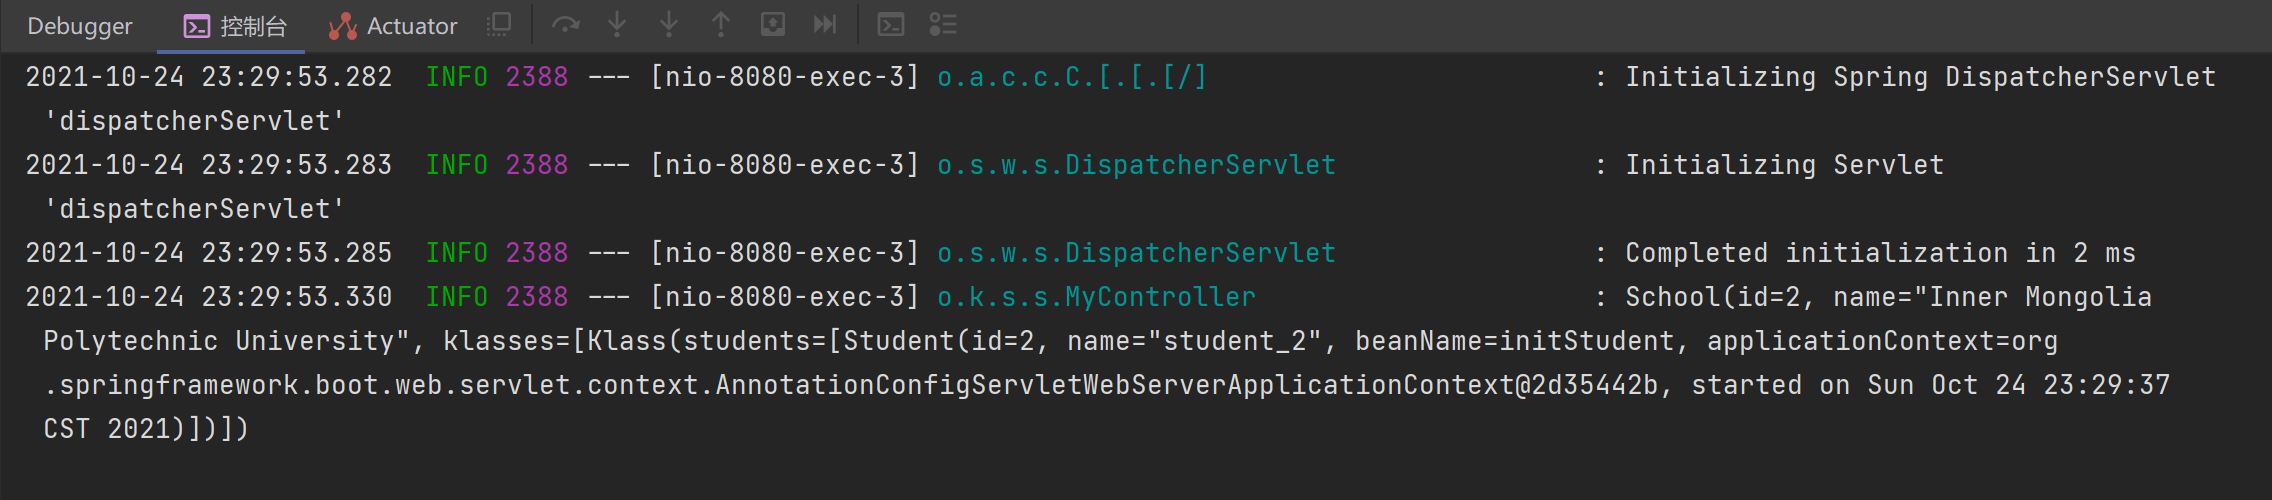 Debugger 控制台 Actuator
2021-10-24 23:29:53.282  INFO 2388 --- [nio-8080-exec-3] o.a.c.c.C.[.[.[/]                        : Initializing Spring DispatcherServlet
'dispatcherServlet'
2021-10-24 23:29:53.283  INFO 2388 --- [nio-8080-exec-3] o.s.w.s.DispatcherServlet                : Initializing Servlet
'dispatcherServlet'
2021-10-24 23:29:53.285  INFO 2388 --- [nio-8080-exec-3] o.s.w.s.DispatcherServlet                : Completed initialization in 2 ms
2021-10-24 23:29:53.330  INFO 2388 --- [nio-8080-exec-3] o.k.s.s.MyController                     : School(id=2, name="Inner Mongolia
Polytechnic University", klasses=[Klass(students=[Student(id=2, name="student_2", beanName=initStudent, applicationContext=org
.springframework.boot.web.servlet.context.AnnotationConfigServletWebServerApplicationContext@2d35442b, started on Sun Oct 24 23:29:37
CST 2021)])])